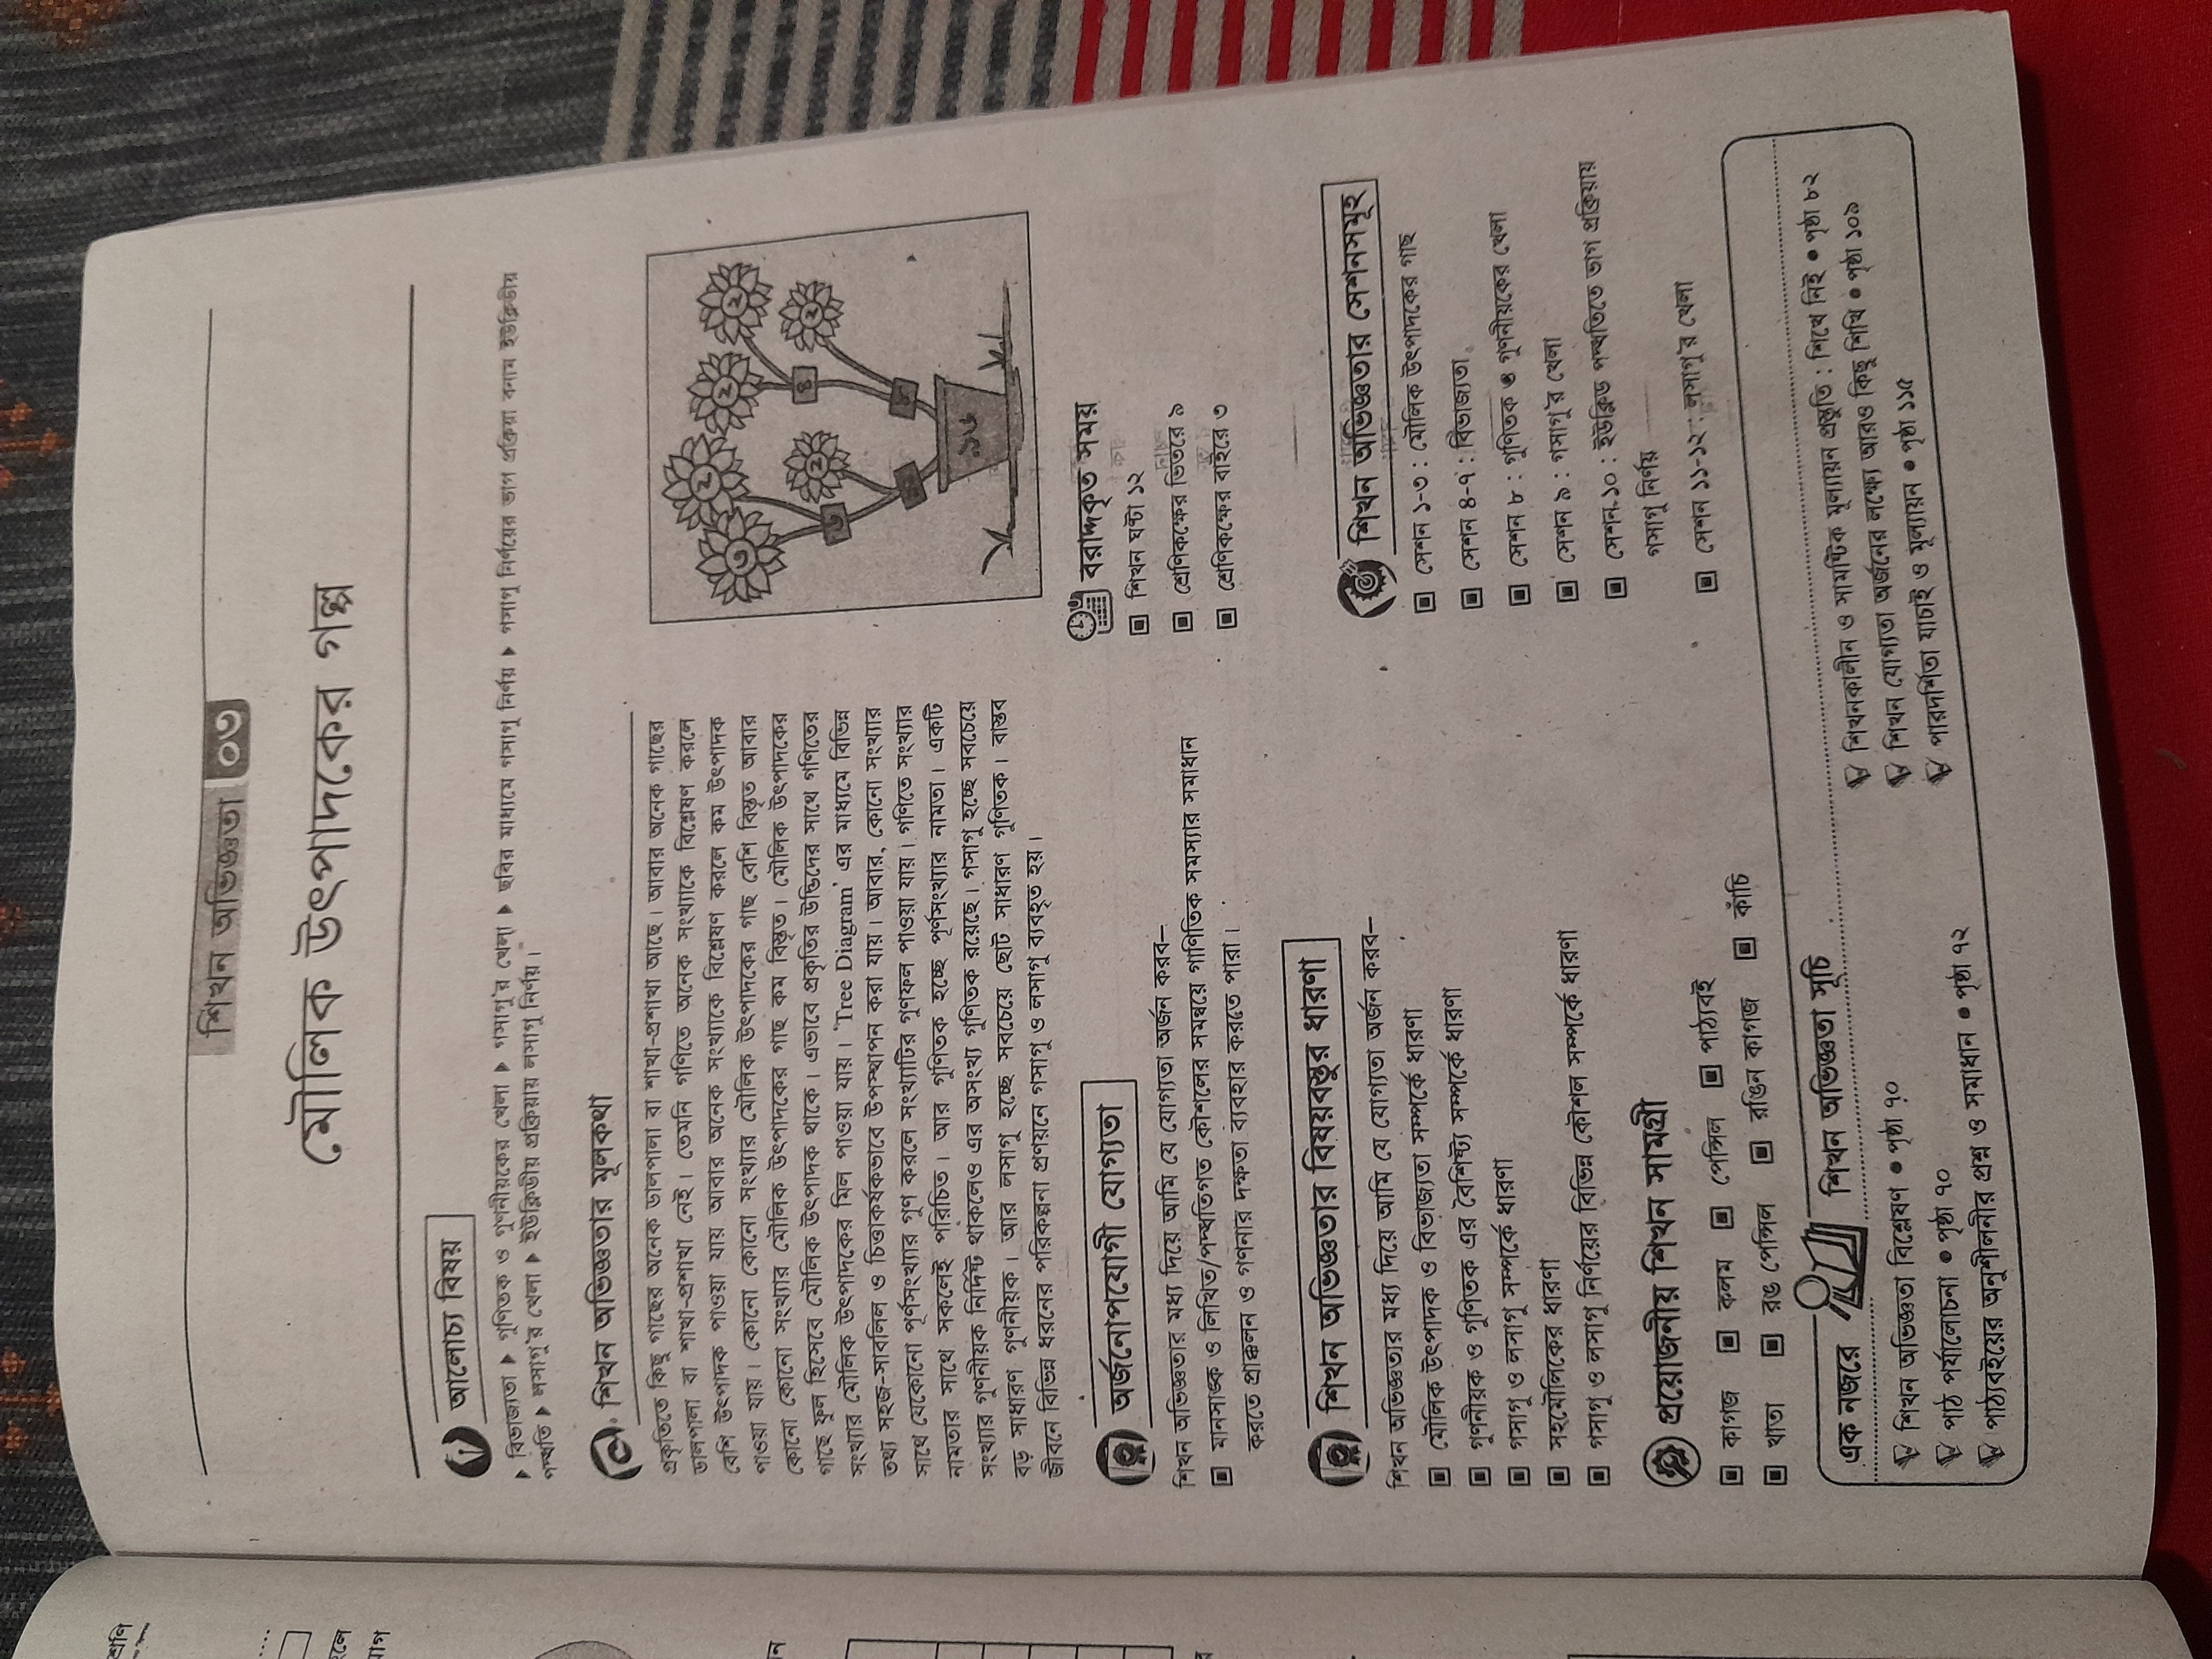 শিখন অভিজ্ঞতা ০৩
মৌলিক উৎপাদকের গল্প
আলোচ্য বিষয়
▶ বিভাজ্যতা ▶ গুণিতক ও গুণনীয়কের খেলা ▶ গসাগু'র খেলা ▶ ছবির মাধ্যমে গসাগু নির্ণয় ▶ গসাগু নির্ণয়ের ভাগ প্রক্রিয়া বনাম ইউক্লিডীয়
পদ্ধতি ▶ লসাগু'র খেলা ▶ ইউক্লিডীয় প্রক্রিয়ায় লসাগু নির্ণয়।
শিখন অভিজ্ঞতার মূলকথা
প্রকৃতিতে কিছু গাছের অনেক ডালপালা বা শাখা-প্রশাখা আছে। আবার অনেক গাছের
ডালপালা বা শাখা-প্রশাখা নেই। তেমনি গণিতে অনেক সংখ্যাকে বিশ্লেষণ করলে
বেশি উৎপাদক পাওয়া যায় আবার অনেক সংখ্যাকে বিশ্লেষণ করলে কম উৎপাদক
পাওয়া যায়। কোনো কোনো সংখ্যার মৌলিক উৎপাদকের গাছ বেশি বিস্তৃত আবার
কোনো কোনো সংখ্যার মৌলিক উৎপাদকের গাছ কম বিস্তৃত। মৌলিক উৎপাদকের
গাছে ফুল হিসেবে মৌলিক উৎপাদক থাকে। এভাবে প্রকৃতির উদ্ভিদের সাথে গণিতের
সংখ্যার মৌলিক উৎপাদকের মিল পাওয়া যায়। 'Tree Diagram' এর মাধ্যমে বিভিন্ন
তথ্য সহজ-সাবলিল ও চিত্তাকর্ষকভাবে উপস্থাপন করা যায়। আবার, কোনো সংখ্যার
সাথে যেকোনো পূর্ণসংখ্যার গুণ করলে সংখ্যাটির গুণফল পাওয়া যায়। গণিতে সংখ্যার
নামতার সাথে সকলেই পরিচিত। আর গুণিতক হচ্ছে পূর্ণসংখ্যার নামতা। একটি
সংখ্যার গুণনীয়ক নির্দিষ্ট থাকলেও এর অসংখ্য গুণিতক রয়েছে। গসাগু হচ্ছে সবচেয়ে
বড় সাধারণ গুণনীয়ক। আর লসাগু হচ্ছে সবচেয়ে ছোট সাধারণ গুণিতক। বাস্তব
জীবনে বিভিন্ন ধরনের পরিকল্পনা প্রণয়নে গসাগু ও লসাগু ব্যবহৃত হয়।
৩ ২ ২ ২
২ ২
অর্জনোপযোগী যোগ্যতা
শিখন অভিজ্ঞতার মধ্য দিয়ে আমি যে যোগ্যতা অর্জন করব—
মানসাঙ্ক ও লিখিত/পদ্ধতিগত কৌশলের সমন্বয়ে গাণিতিক সমস্যার সমাধান
করতে প্রাক্কলন ও গণনার দক্ষতা ব্যবহার করতে পারা।
বরাদ্দকৃত সময়
শিখন ঘণ্টা ১২
শ্রেণিকক্ষের ভিতরে ৯
শ্রেণিকক্ষের বাইরে ৩
শিখন অভিজ্ঞতার বিষয়বস্তুর ধারণা
শিখন অভিজ্ঞতার মধ্য দিয়ে আমি যে যোগ্যতা অর্জন করব—
মৌলিক উৎপাদক ও বিভাজ্যতা সম্পর্কে ধারণা
গুণনীয়ক ও গুণিতক এর বৈশিষ্ট্য সম্পর্কে ধারণা
গসাগু ও লসাগু সম্পর্কে ধারণা
সহমৌলিকের ধারণা
গসাগু ও লসাগু নির্ণয়ের বিভিন্ন কৌশল সম্পর্কে ধারণা
শিখন অভিজ্ঞতার সেশনসমূহ
সেশন ১-৩ : মৌলিক উৎপাদকের গাছ
সেশন ৪-৭ : বিভাজ্যতা
সেশন ৮ : গুণিতক ও গুণনীয়কের খেলা
সেশন ৯ : গসাগু'র খেলা
সেশন ১০ : ইউক্লিড পদ্ধতিতে ভাগ প্রক্রিয়ায়
গসাগু নির্ণয়
সেশন ১১-১২ : লসাগু'র খেলা
প্রয়োজনীয় শিখন সামগ্রী
কাগজ কলম পেন্সিল পাঠ্যবই
খাতা রঙ পেন্সিল রঙিন কাগজ কাঁচি
এক নজরে শিখন অভিজ্ঞতা সূচি
শিখন অভিজ্ঞতা বিশ্লেষণ ● পৃষ্ঠা ৭০
পাঠ পর্যালোচনা ● পৃষ্ঠা ৭০
পাঠ্যবইয়ের অনুশীলনীর প্রশ্ন ও সমাধান ● পৃষ্ঠা ৭২
শিখনকালীন ও সামষ্টিক মূল্যায়ন প্রস্তুতি : শিখে নিই ● পৃষ্ঠা ৮২
শিখন যোগ্যতা অর্জনের লক্ষ্যে আরও কিছু শিখি ● পৃষ্ঠা ১০৯
পারদর্শিতা যাচাই ও মূল্যায়ন ● পৃষ্ঠা ১১৫